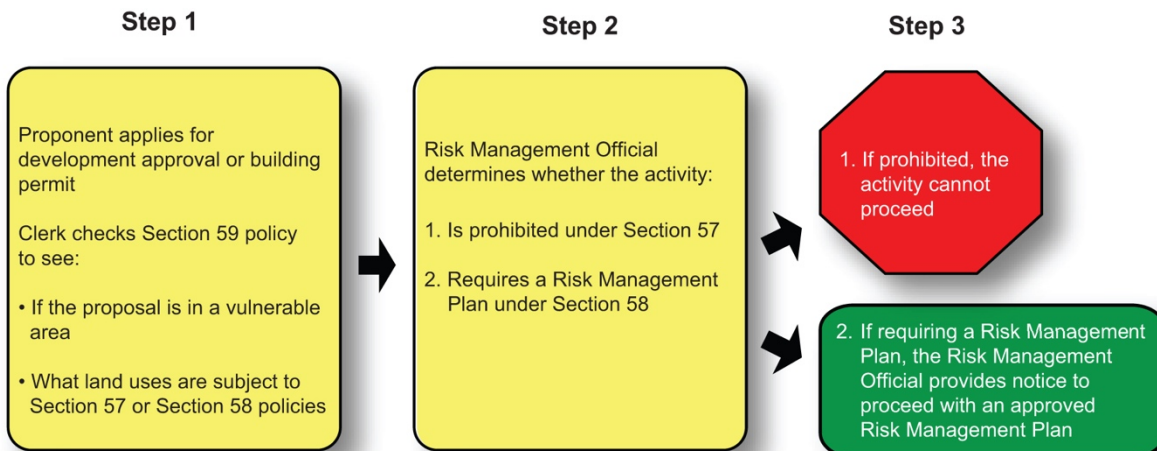 Step 1
Step 2
Step 3
Proponent applies for
development approval or building
permit
Clerk checks Section 59 policy
to see:
• If the proposal is in a vulnerable
area
• What land uses are subject to
Section 57 or Section 58 policies
Risk Management Official
determines whether the activity:
1. Is prohibited under Section 57
2. Requires a Risk Management
Plan under Section 58
1. If prohibited, the
activity cannot
proceed
2. If requiring a Risk Management
Plan, the Risk Management
Official provides notice to
proceed with an approved
Risk Management Plan